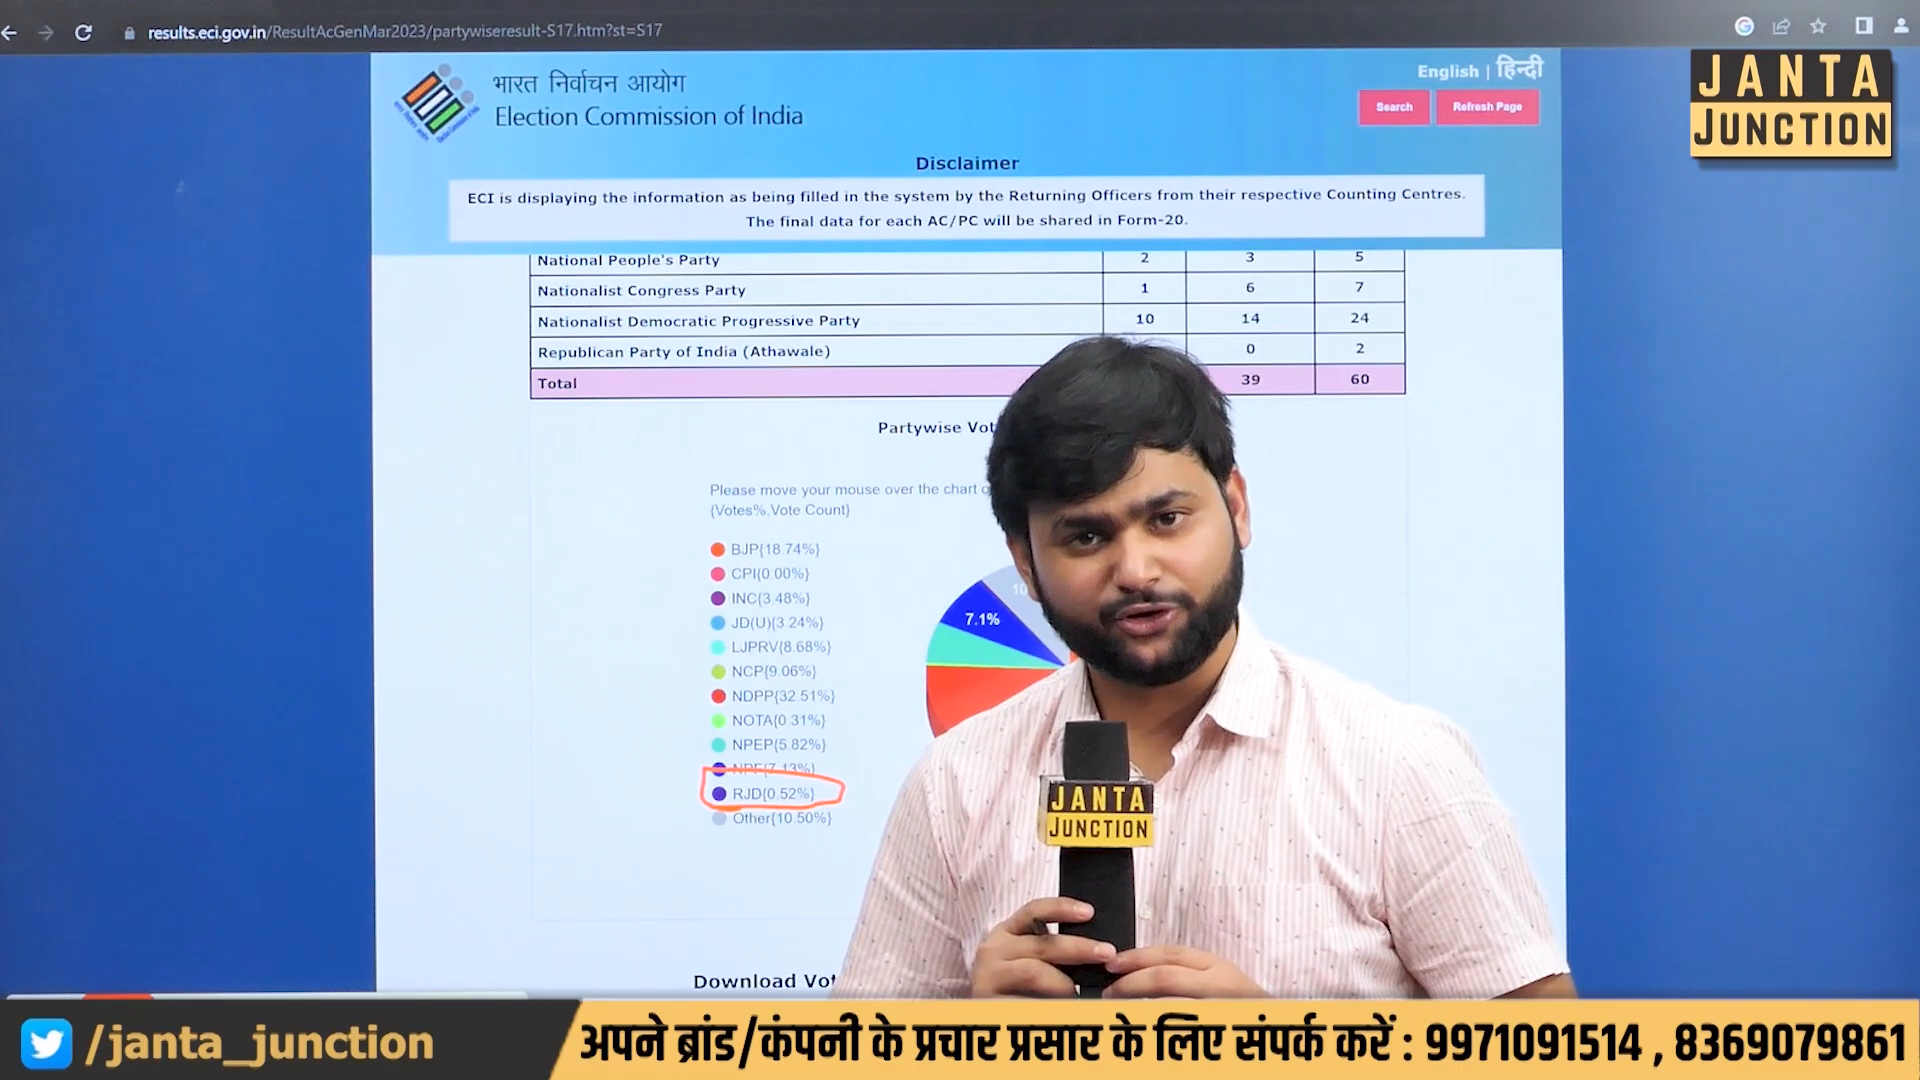 results.eci.gov.in/ResultAcGenMar2023/partywiseresult-S17.htm?st=S17
भारत निर्वाचन आयोग
Election Commission of India
English | हिन्दी
Search Refresh Page
JANTA
JUNCTION
Disclaimer
ECI is displaying the information as being filled in the system by the Returning Officers from their respective Counting Centres.
The final data for each AC/PC will be shared in Form-20.
National People's Party 2 3 5
Nationalist Congress Party 1 6 7
Nationalist Democratic Progressive Party 10 14 24
Republican Party of India (Athawale) 0 2
Total 39 60
Partywise
Please move your mouse over the chart
{Votes%,Vote Count}
BJP{18.74%}
CPI{0.00%}
INC{3.48%}
JD(U){3.24%}
LJPRV{8.68%}
NCP{9.06%}
NDPP{32.51%}
NOTA{0.31%}
NPEP{5.82%}
NPF{7.13%}
RJD{0.52%}
Other{10.50%}
10
7.1%
JANTA
JUNCTION
Download
/janta_junction
अपने ब्रांड/कंपनी के प्रचार प्रसार के लिए संपर्क करें : 9971091514 , 8369079861